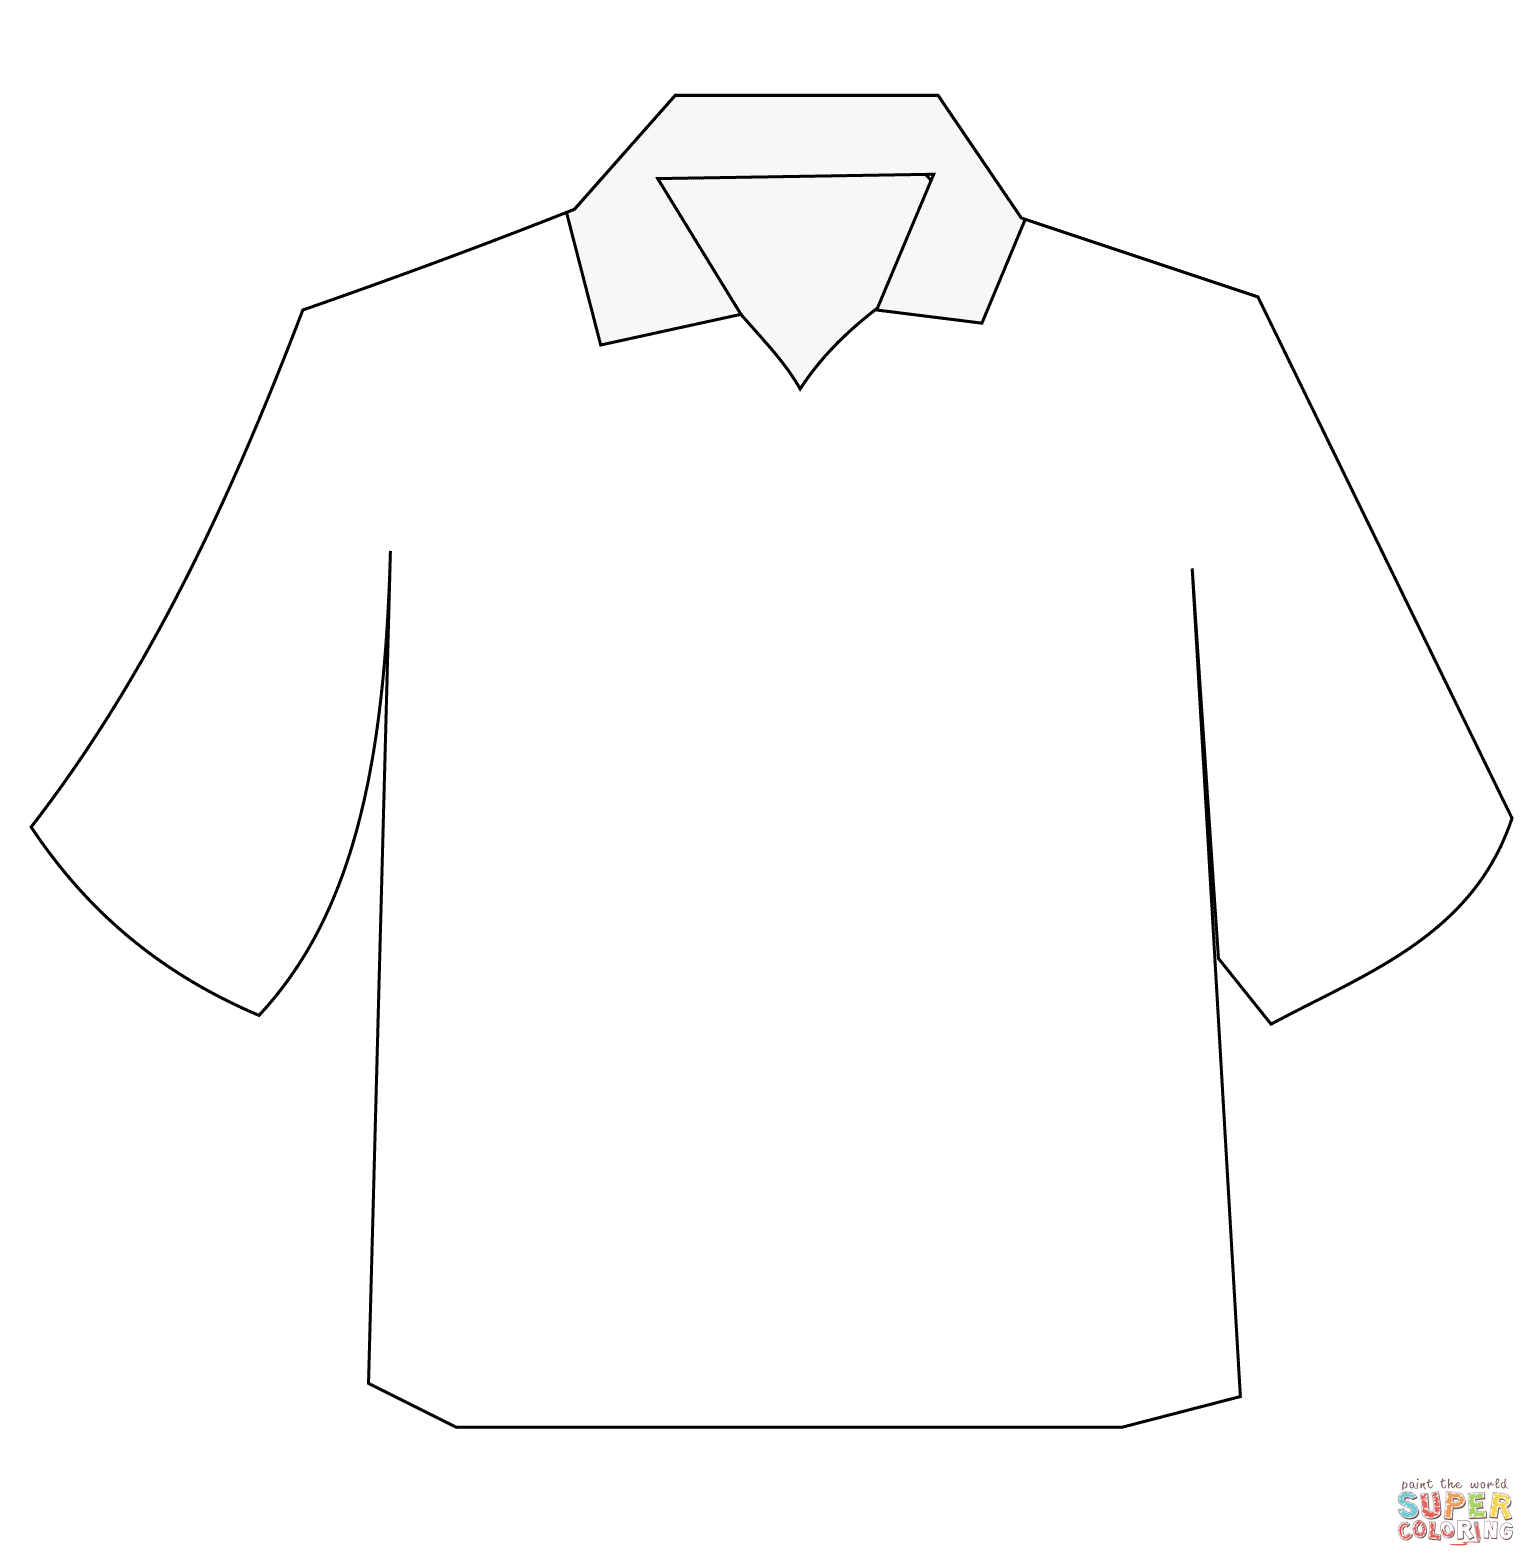 paint the world
SUPER
COLORING